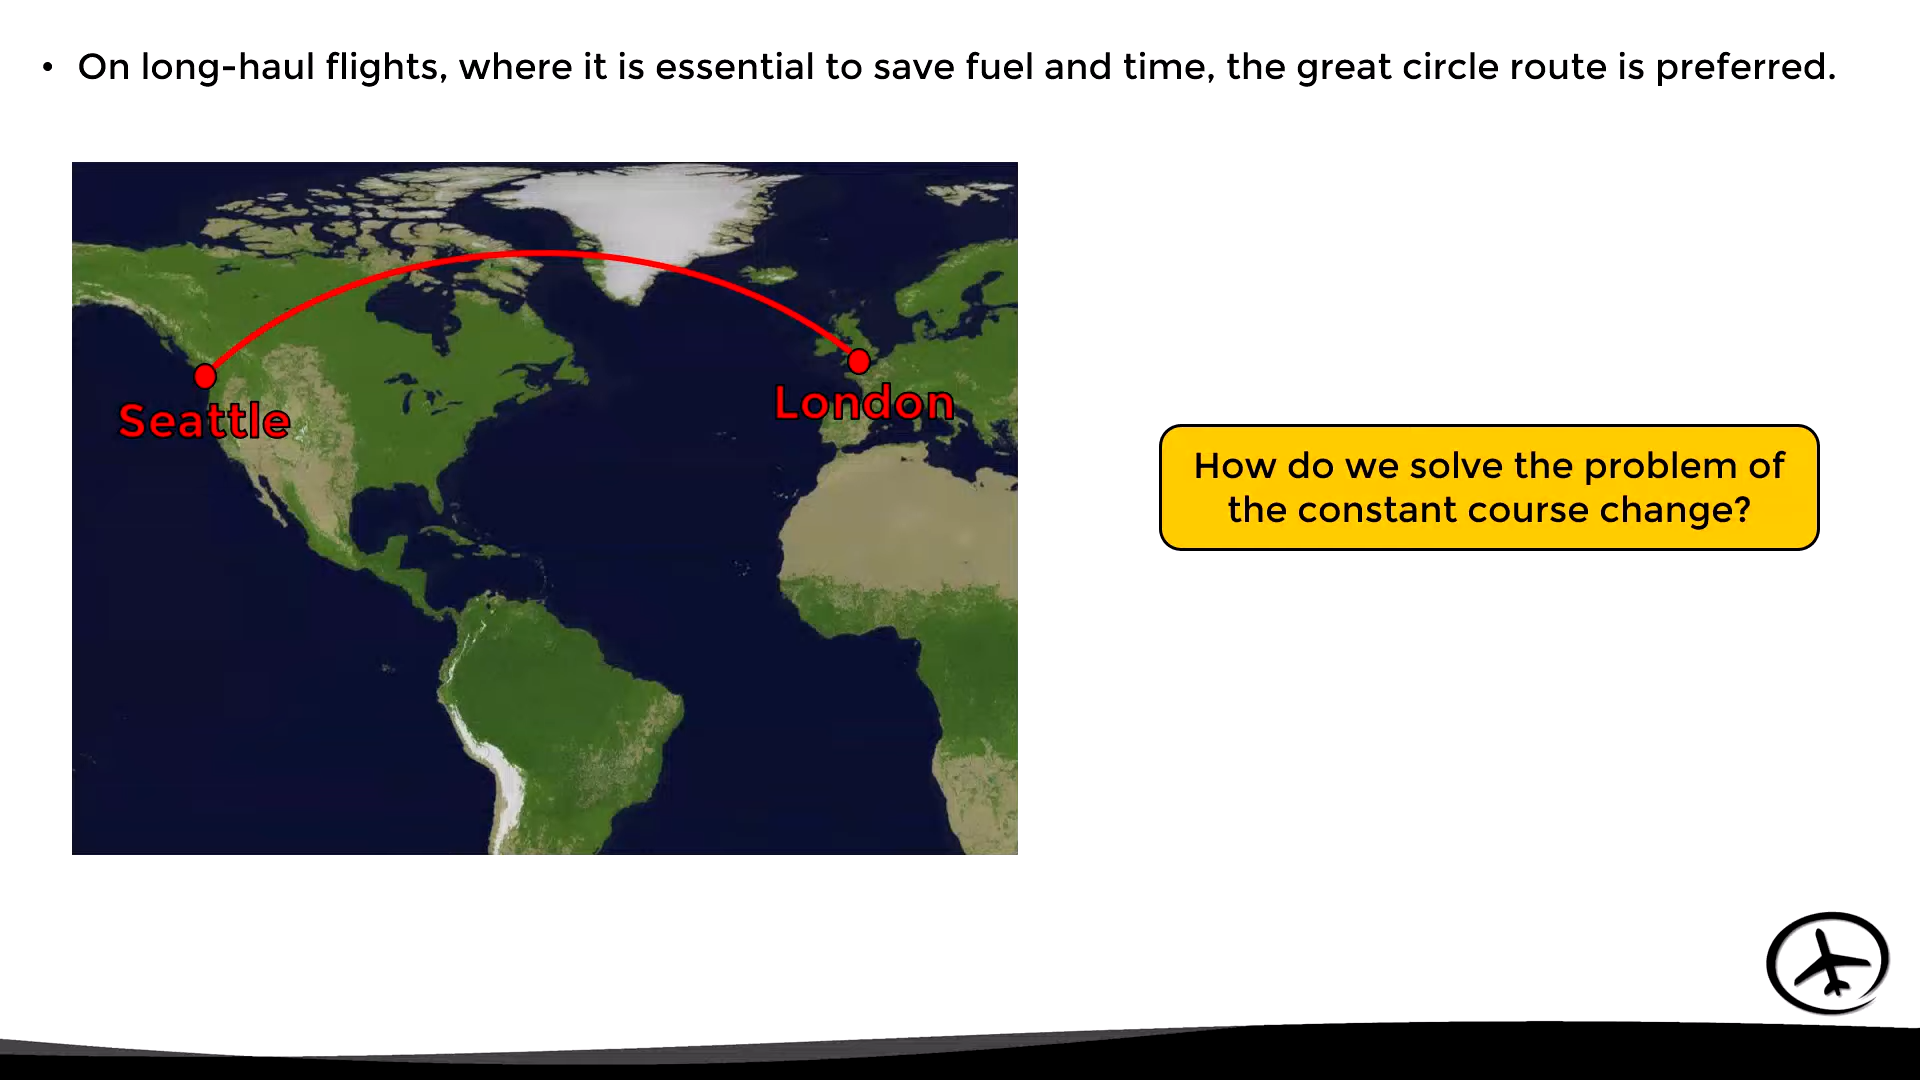 • On long-haul flights, where it is essential to save fuel and time, the great circle route is preferred.
Seattle
London
How do we solve the problem of
the constant course change?